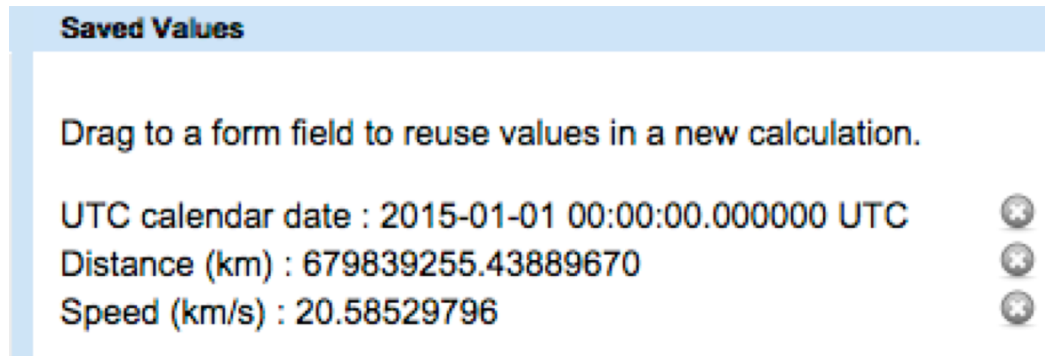 Saved Values
Drag to a form field to reuse values in a new calculation.
UTC calendar date : 2015-01-01 00:00:00.000000 UTC
Distance (km) : 679839255.43889670
Speed (km/s) : 20.58529796